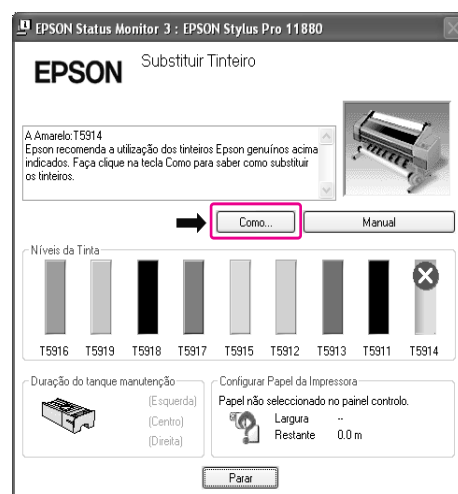 EPSON Status Monitor 3 : EPSON Stylus Pro 11880
EPSON
Substituir Tinteiro
A Amarelo:T5914
Epson recomenda a utilização dos tinteiros Epson genuínos acima
indicados. Faça clique na tecla Como para saber como substituir
os tinteiros.
Como...
Manual
Níveis da Tinta
T5916 T5919 T5918 T5917 T5915 T5912 T5913 T5911 T5914
Duração do tanque manutenção
(Esquerda)
(Centro)
(Direita)
Configurar Papel da Impressora
Papel não seleccionado no painel controlo.
Largura --
Restante 0.0 m
Parar